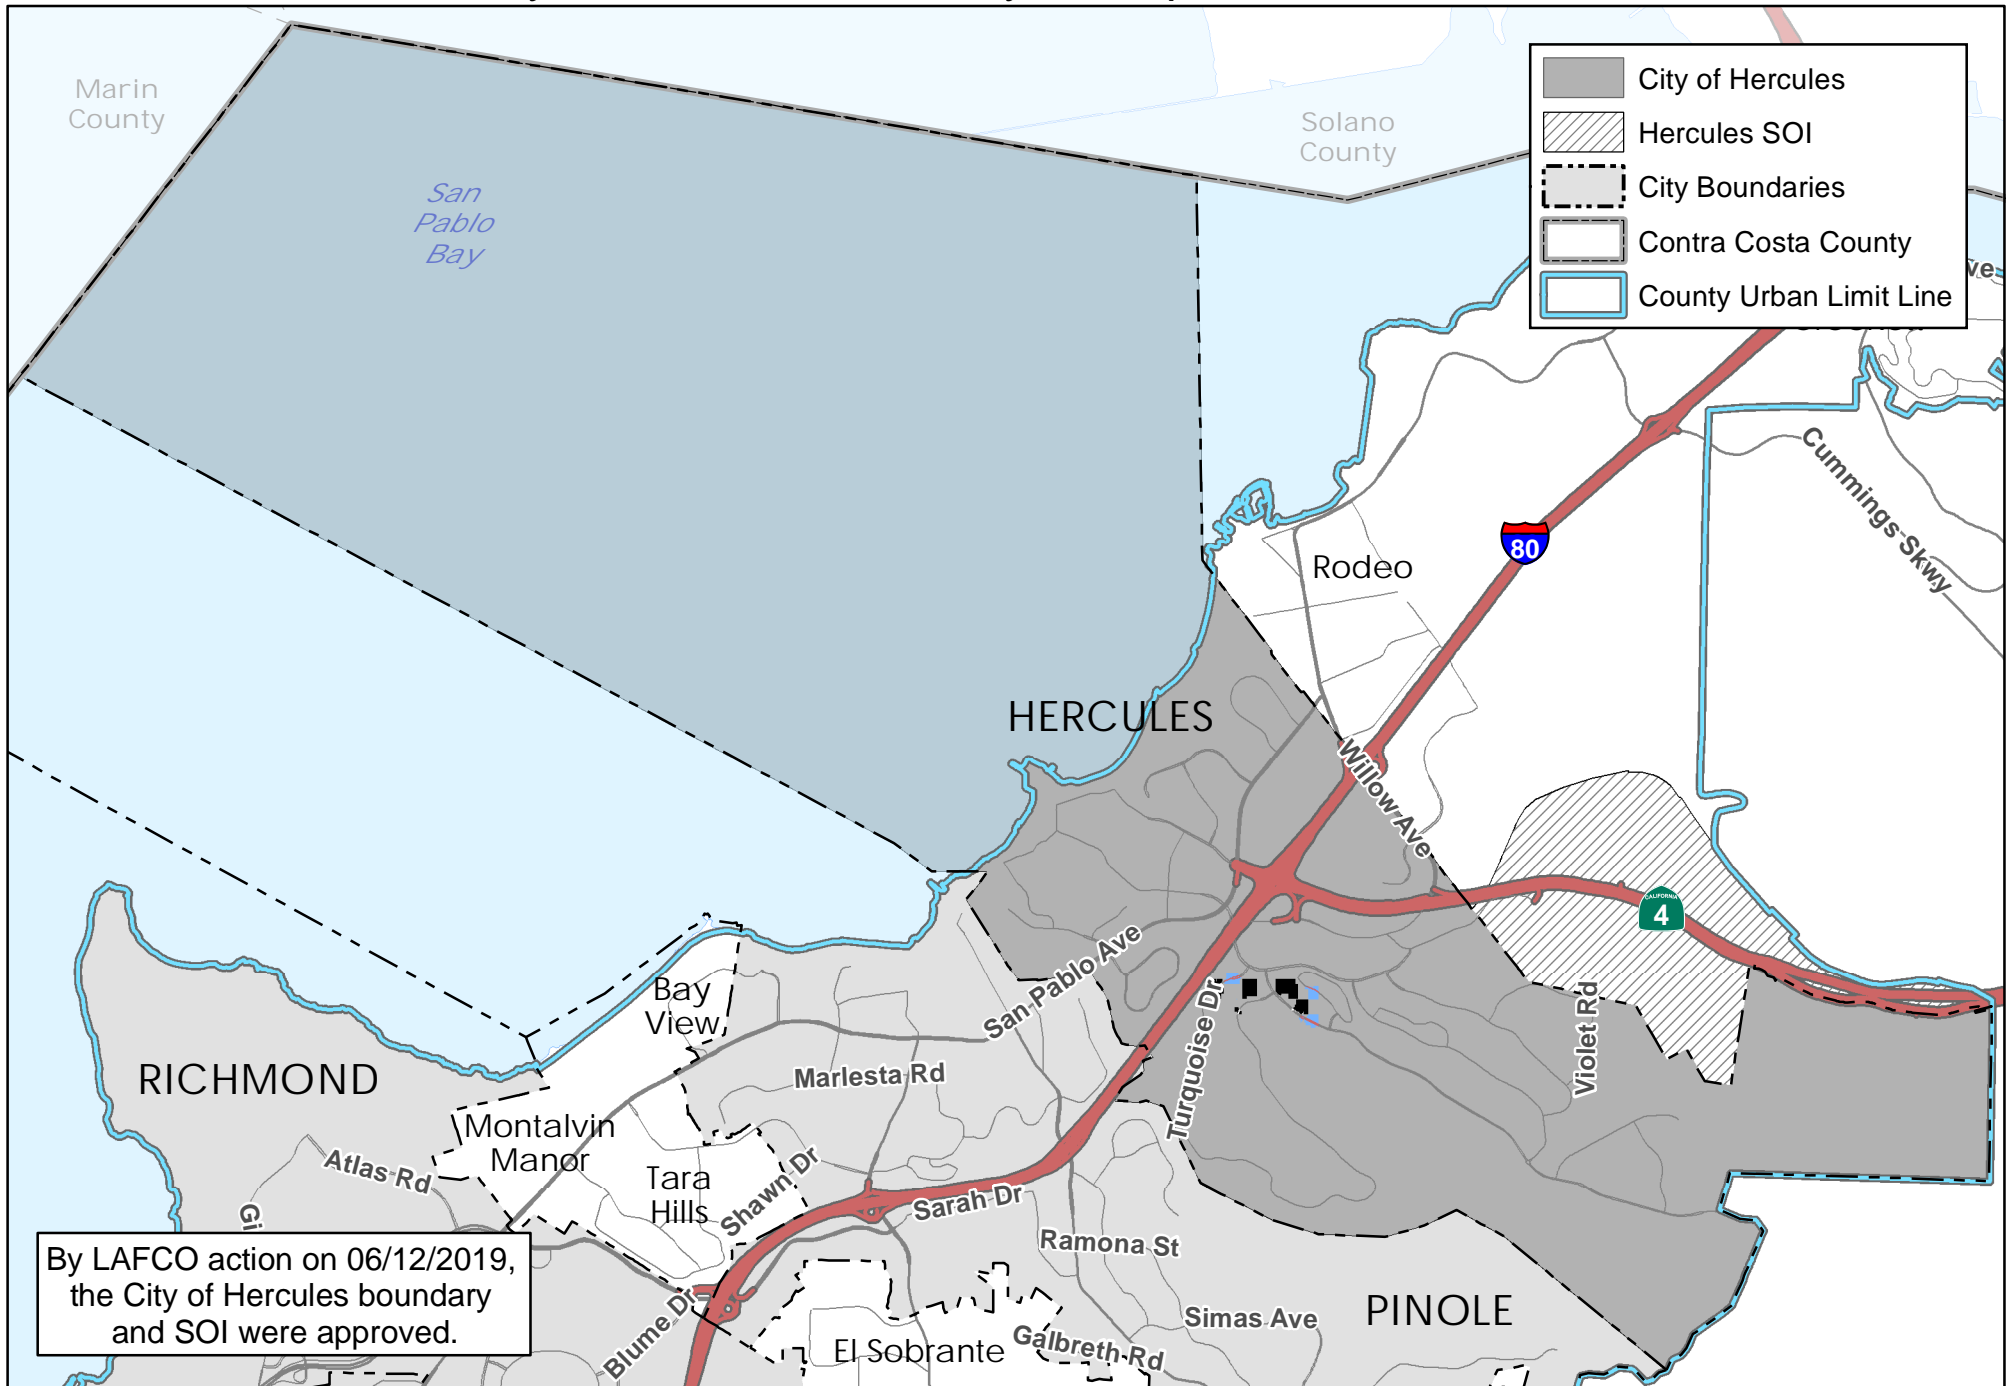 Marin
County
San
Pablo
Bay
Solano
County
City of Hercules
Hercules SOI
City Boundaries
Contra Costa County
County Urban Limit Line
ve
Cummings Skwy
80
Rodeo
HERCULES
Willow Ave
CALIFORNIA
4
San Pablo Ave
Turquoise Dr
Violet Rd
Bay
View
RICHMOND
Marlesta Rd
Montalvin
Manor
Atlas Rd
Tara
Hills
Shawn Dr
Sarah Dr
Gi
Ramona St
By LAFCO action on 06/12/2019,
the City of Hercules boundary
and SOI were approved.
Blume Dr
El Sobrante
Galbreth Rd
Simas Ave
PINOLE